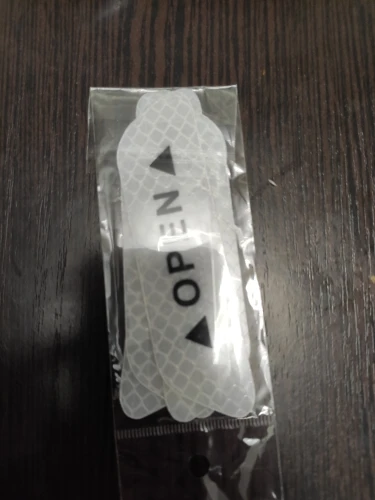 ◀ OPEN ▶